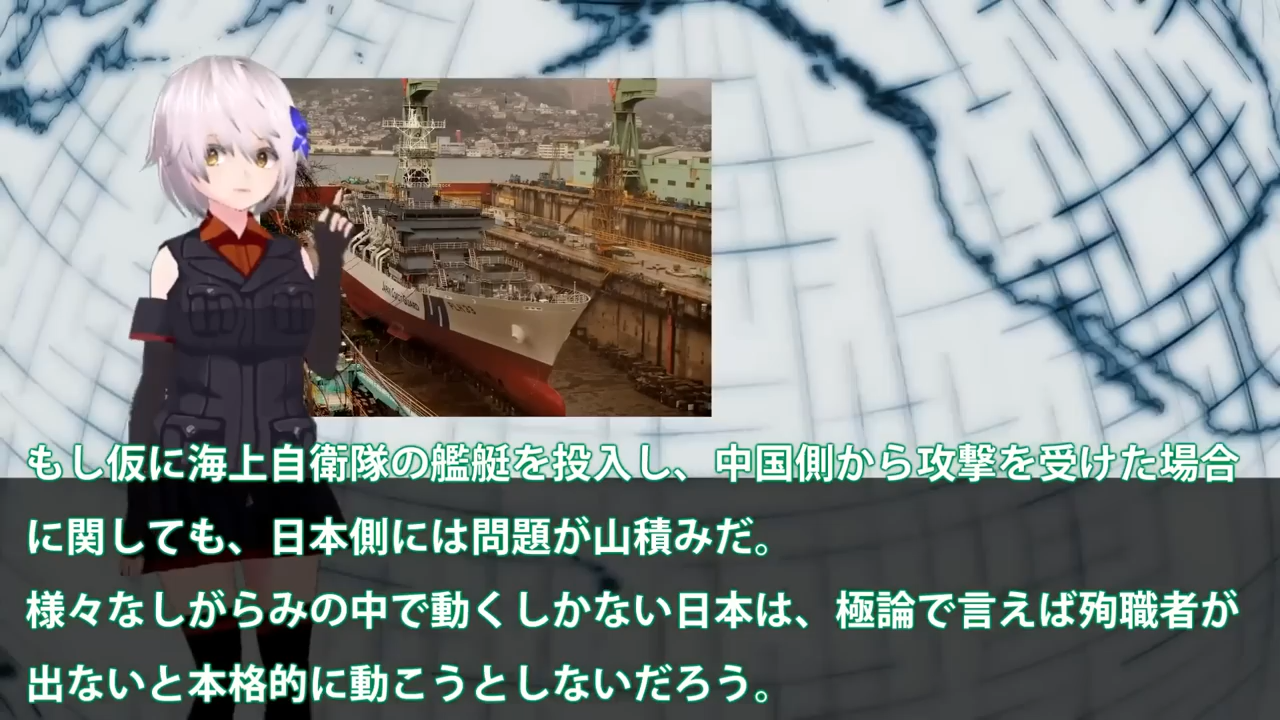 JAPAN COAST GUARD PLH33
もし仮に海上自衛隊の艦艇を投入し、中国側から攻撃を受けた場合
に関しても、日本側には問題が山積みだ。
様々なしがらみの中で動くしかない日本は、極論で言えば殉職者が
出ないと本格的に動こうとしないだろう。